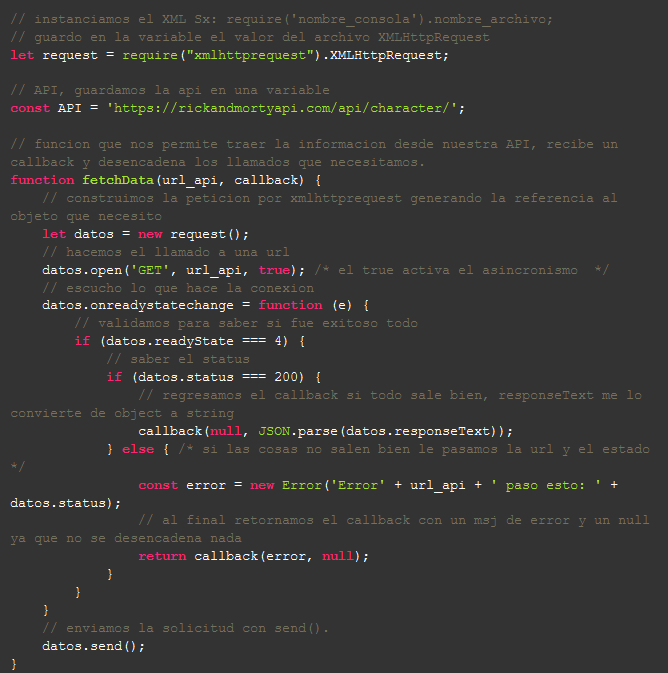 // instanciamos el XML Sx: require('nombre_consola').nombre_archivo;
// guardo en la variable el valor del archivo XMLHttpRequest
let request = require("xmlhttprequest").XMLHttpRequest;
// API, guardamos la api en una variable
const API = 'https://rickandmortyapi.com/api/character/';
// funcion que nos permite traer la informacion desde nuestra API, recibe un
callback y desencadena los llamados que necesitamos.
function fetchData(url_api, callback) {
// construimos la peticion por xmlhttprequest generando la referencia al
objeto que necesito
let datos = new request();
// hacemos el llamado a una url
datos.open('GET', url_api, true); /* el true activa el asincronismo  */
// escucho lo que hace la conexion
datos.onreadystatechange = function (e) {
// validamos para saber si fue exitoso todo
if (datos.readyState === 4) {
// saber el status
if (datos.status === 200) {
// regresamos el callback si todo sale bien, responseText me lo
convierte de object a string
callback(null, JSON.parse(datos.responseText));
} else { /* si las cosas no salen bien le pasamos la url y el estado
*/
const error = new Error('Error' + url_api + ' paso esto: ' +
datos.status);
// al final retornamos el callback con un msj de error y un null
ya que no se desencadena nada
return callback(error, null);
}
}
}
// enviamos la solicitud con send().
datos.send();
}